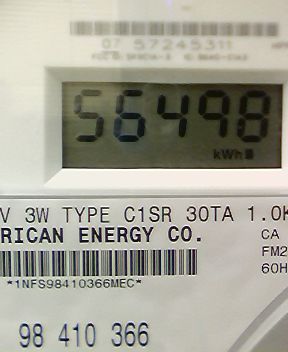 07 57245311
56498
kWh
V 3W TYPE C1SR 30TA 1.0K
RICAN ENERGY CO.
CA
FM2
60H
*1NFS98410366MEC*
98 410 366